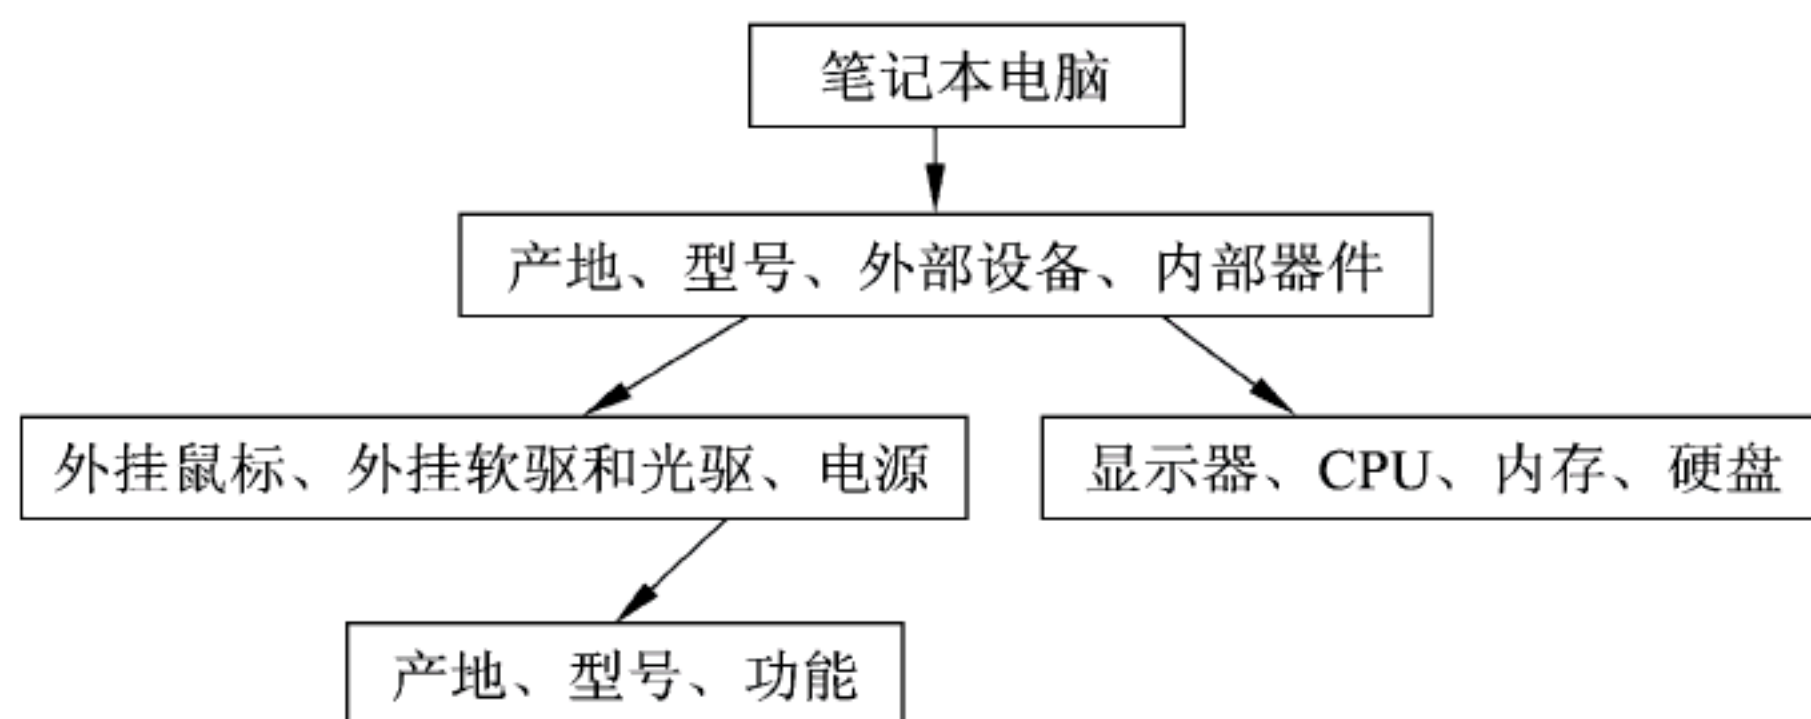 笔记本电脑
产地、型号、外部设备、内部器件
外挂鼠标、外挂软驱和光驱、电源
显示器、CPU、内存、硬盘
产地、型号、功能